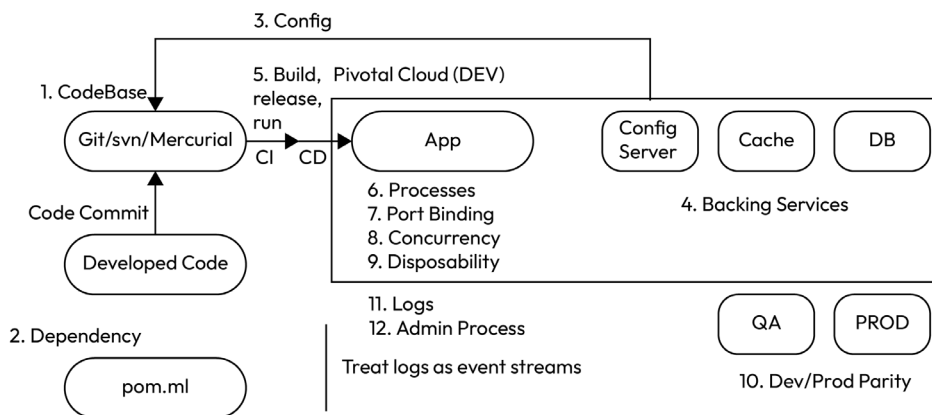 3. Config
1. CodeBase
5. Build,
release,
run
Pivotal Cloud (DEV)
Git/svn/Mercurial
CI
CD
App
Config
Server
Cache
DB
6. Processes
7. Port Binding
8. Concurrency
9. Disposability
4. Backing Services
Code Commit
Developed Code
11. Logs
12. Admin Process
QA
PROD
2. Dependency
Treat logs as event streams
10. Dev/Prod Parity
pom.ml